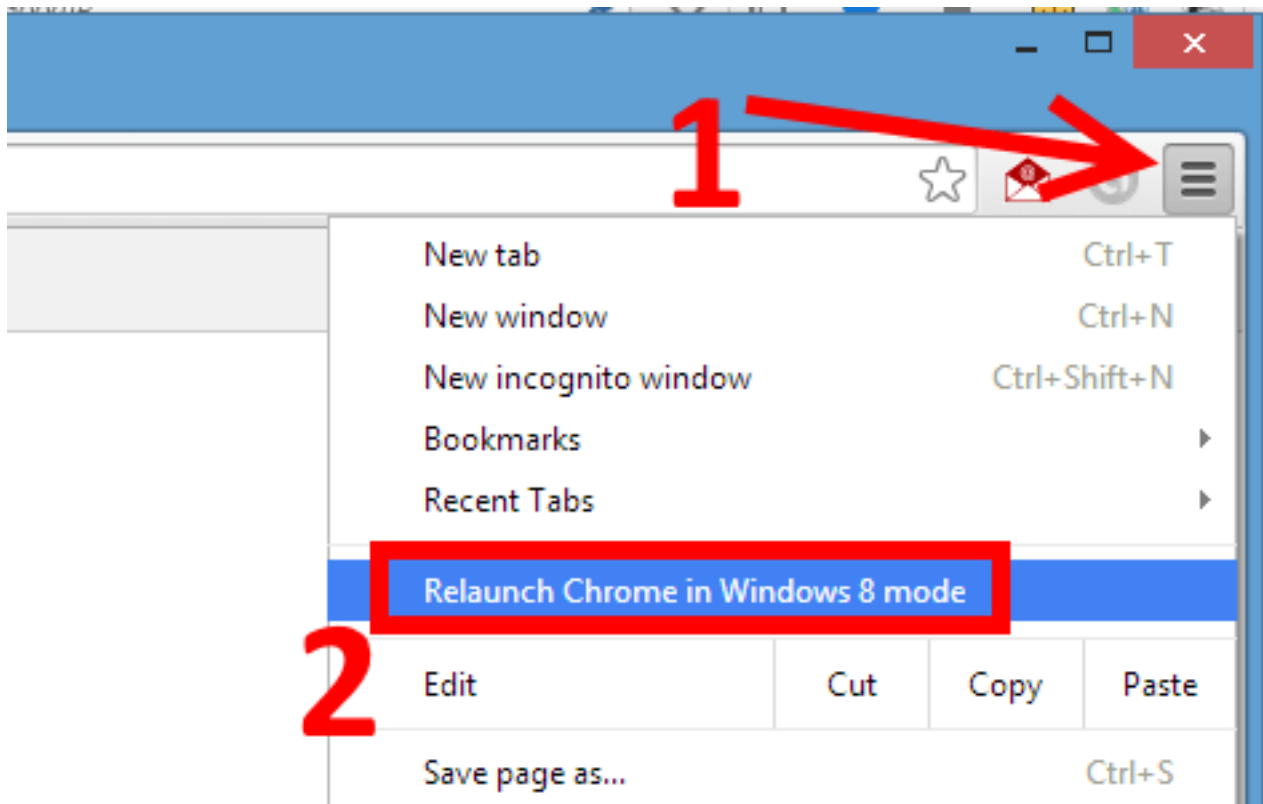 1
New tab Ctrl+T
New window Ctrl+N
New incognito window Ctrl+Shift+N
Bookmarks
Recent Tabs
Relaunch Chrome in Windows 8 mode
2
Edit Cut Copy Paste
Save page as... Ctrl+S